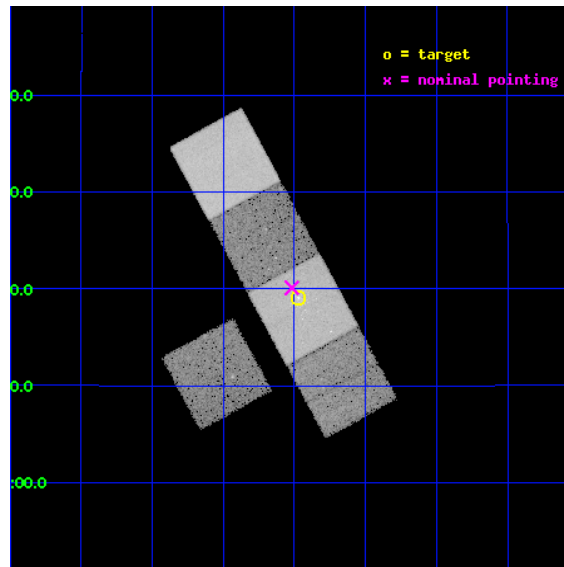 o = target
x = nominal pointing
0.0
0.0
0.0
0.0
:00.0